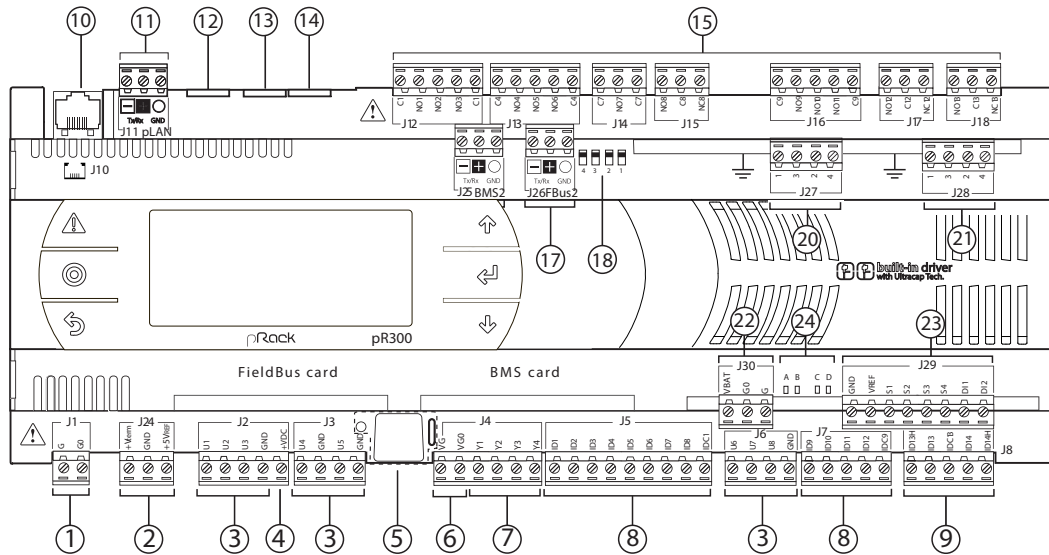 10 11 12 13 14 15
C1 NO1 NO2 NO3 C1 C4 NO4 NO5 NO6 C4 C7 NO7 C7 NO8 C8 NC8 C9 NO9 NO10 NO11 C9 NO12 C12 NC12 NO13 C13 NC13
Tx/Rx GND
J11 pLAN J12 J13 J14 J15 J16 J17 J18
J10
Tx/Rx GND Tx/Rx GND 4 3 2 1 1 3 2 4 1 3 2 4
J25 BMS2 J26FBus2 J27 J28
17 18 20 21
built-in driver
with Ultracap Tech.
pRack pR300
22 24 23
FieldBus card BMS card
J30 J29
VBAT G0 G A B C D GND VREF S1 S2 S3 S4 DI1 DI2
J1 J24 J2 J3 J4 J5 J6 J7 J8
G G0 +Vterm GND +5VREF U1 U2 U3 GND +VDC U4 GND U5 GND VG VG0 Y1 Y2 Y3 Y4 ID1 ID2 ID3 ID4 ID5 ID6 ID7 ID8 IDC1 U6 U7 U8 GND ID9 ID10 ID11 ID12 IDC9 ID13H ID13 IDC13 ID14 ID14H
1 2 3 4 3 5 6 7 8 3 8 9